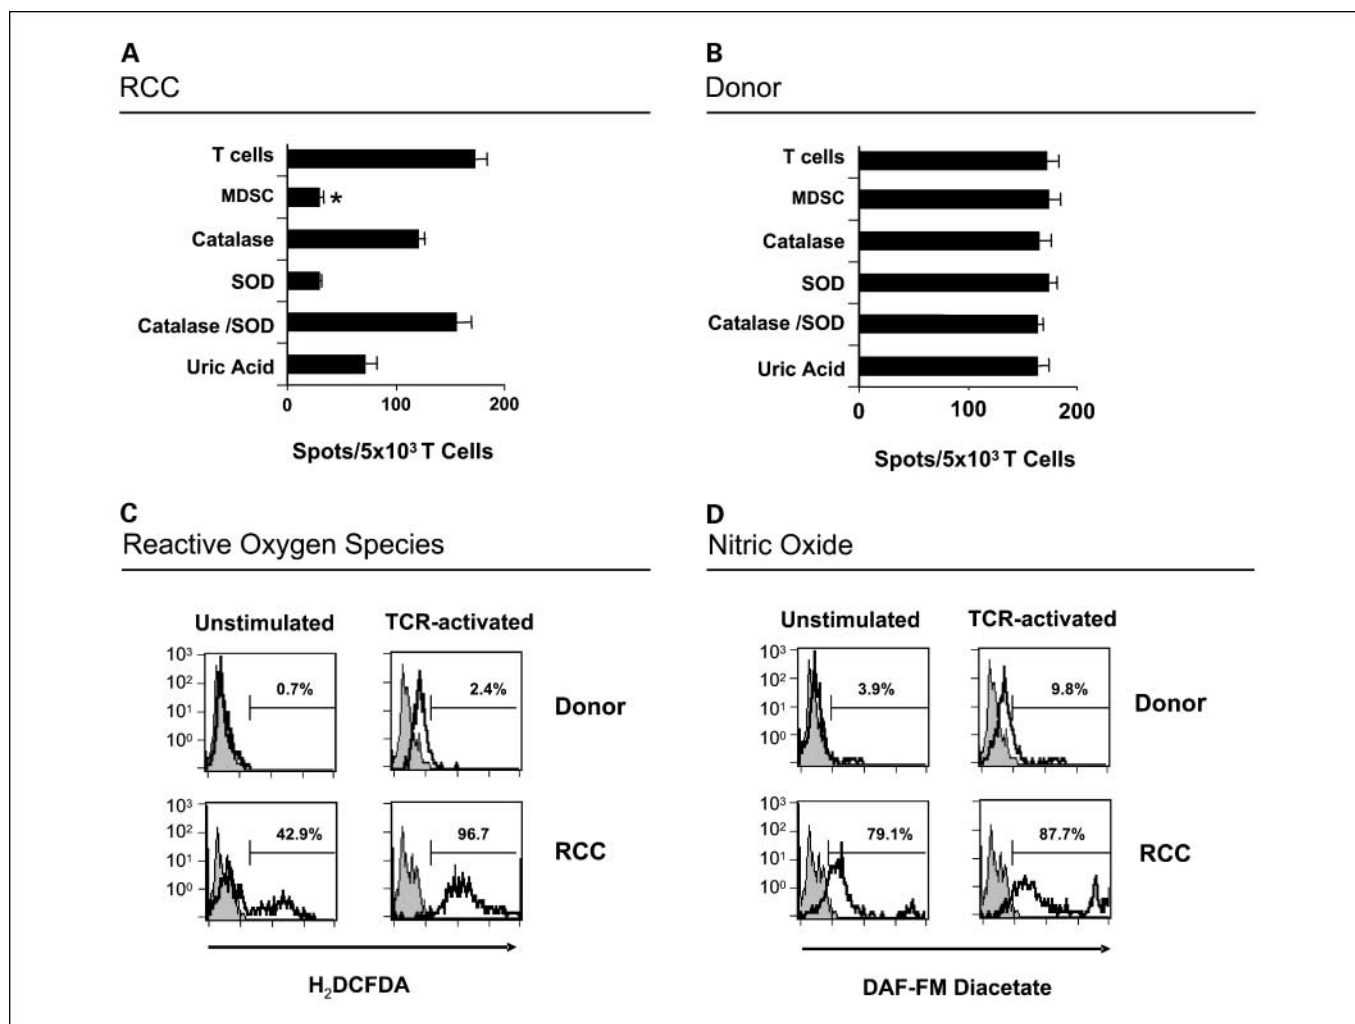 A
RCC
T cells
MDSC *
Catalase
SOD
Catalase /SOD
Uric Acid
0 100 200
Spots/5x10³ T Cells
B
Donor
T cells
MDSC
Catalase
SOD
Catalase /SOD
Uric Acid
0 100 200
Spots/5x10³ T Cells
C
Reactive Oxygen Species
Unstimulated TCR-activated
10³
10²
10¹
10⁰
0.7% 2.4% Donor
10³
10²
10¹
10⁰
42.9% 96.7 RCC
H₂DCFDA
D
Nitric Oxide
Unstimulated TCR-activated
10³
10²
10¹
10⁰
3.9% 9.8% Donor
10³
10²
10¹
10⁰
79.1% 87.7% RCC
DAF-FM Diacetate